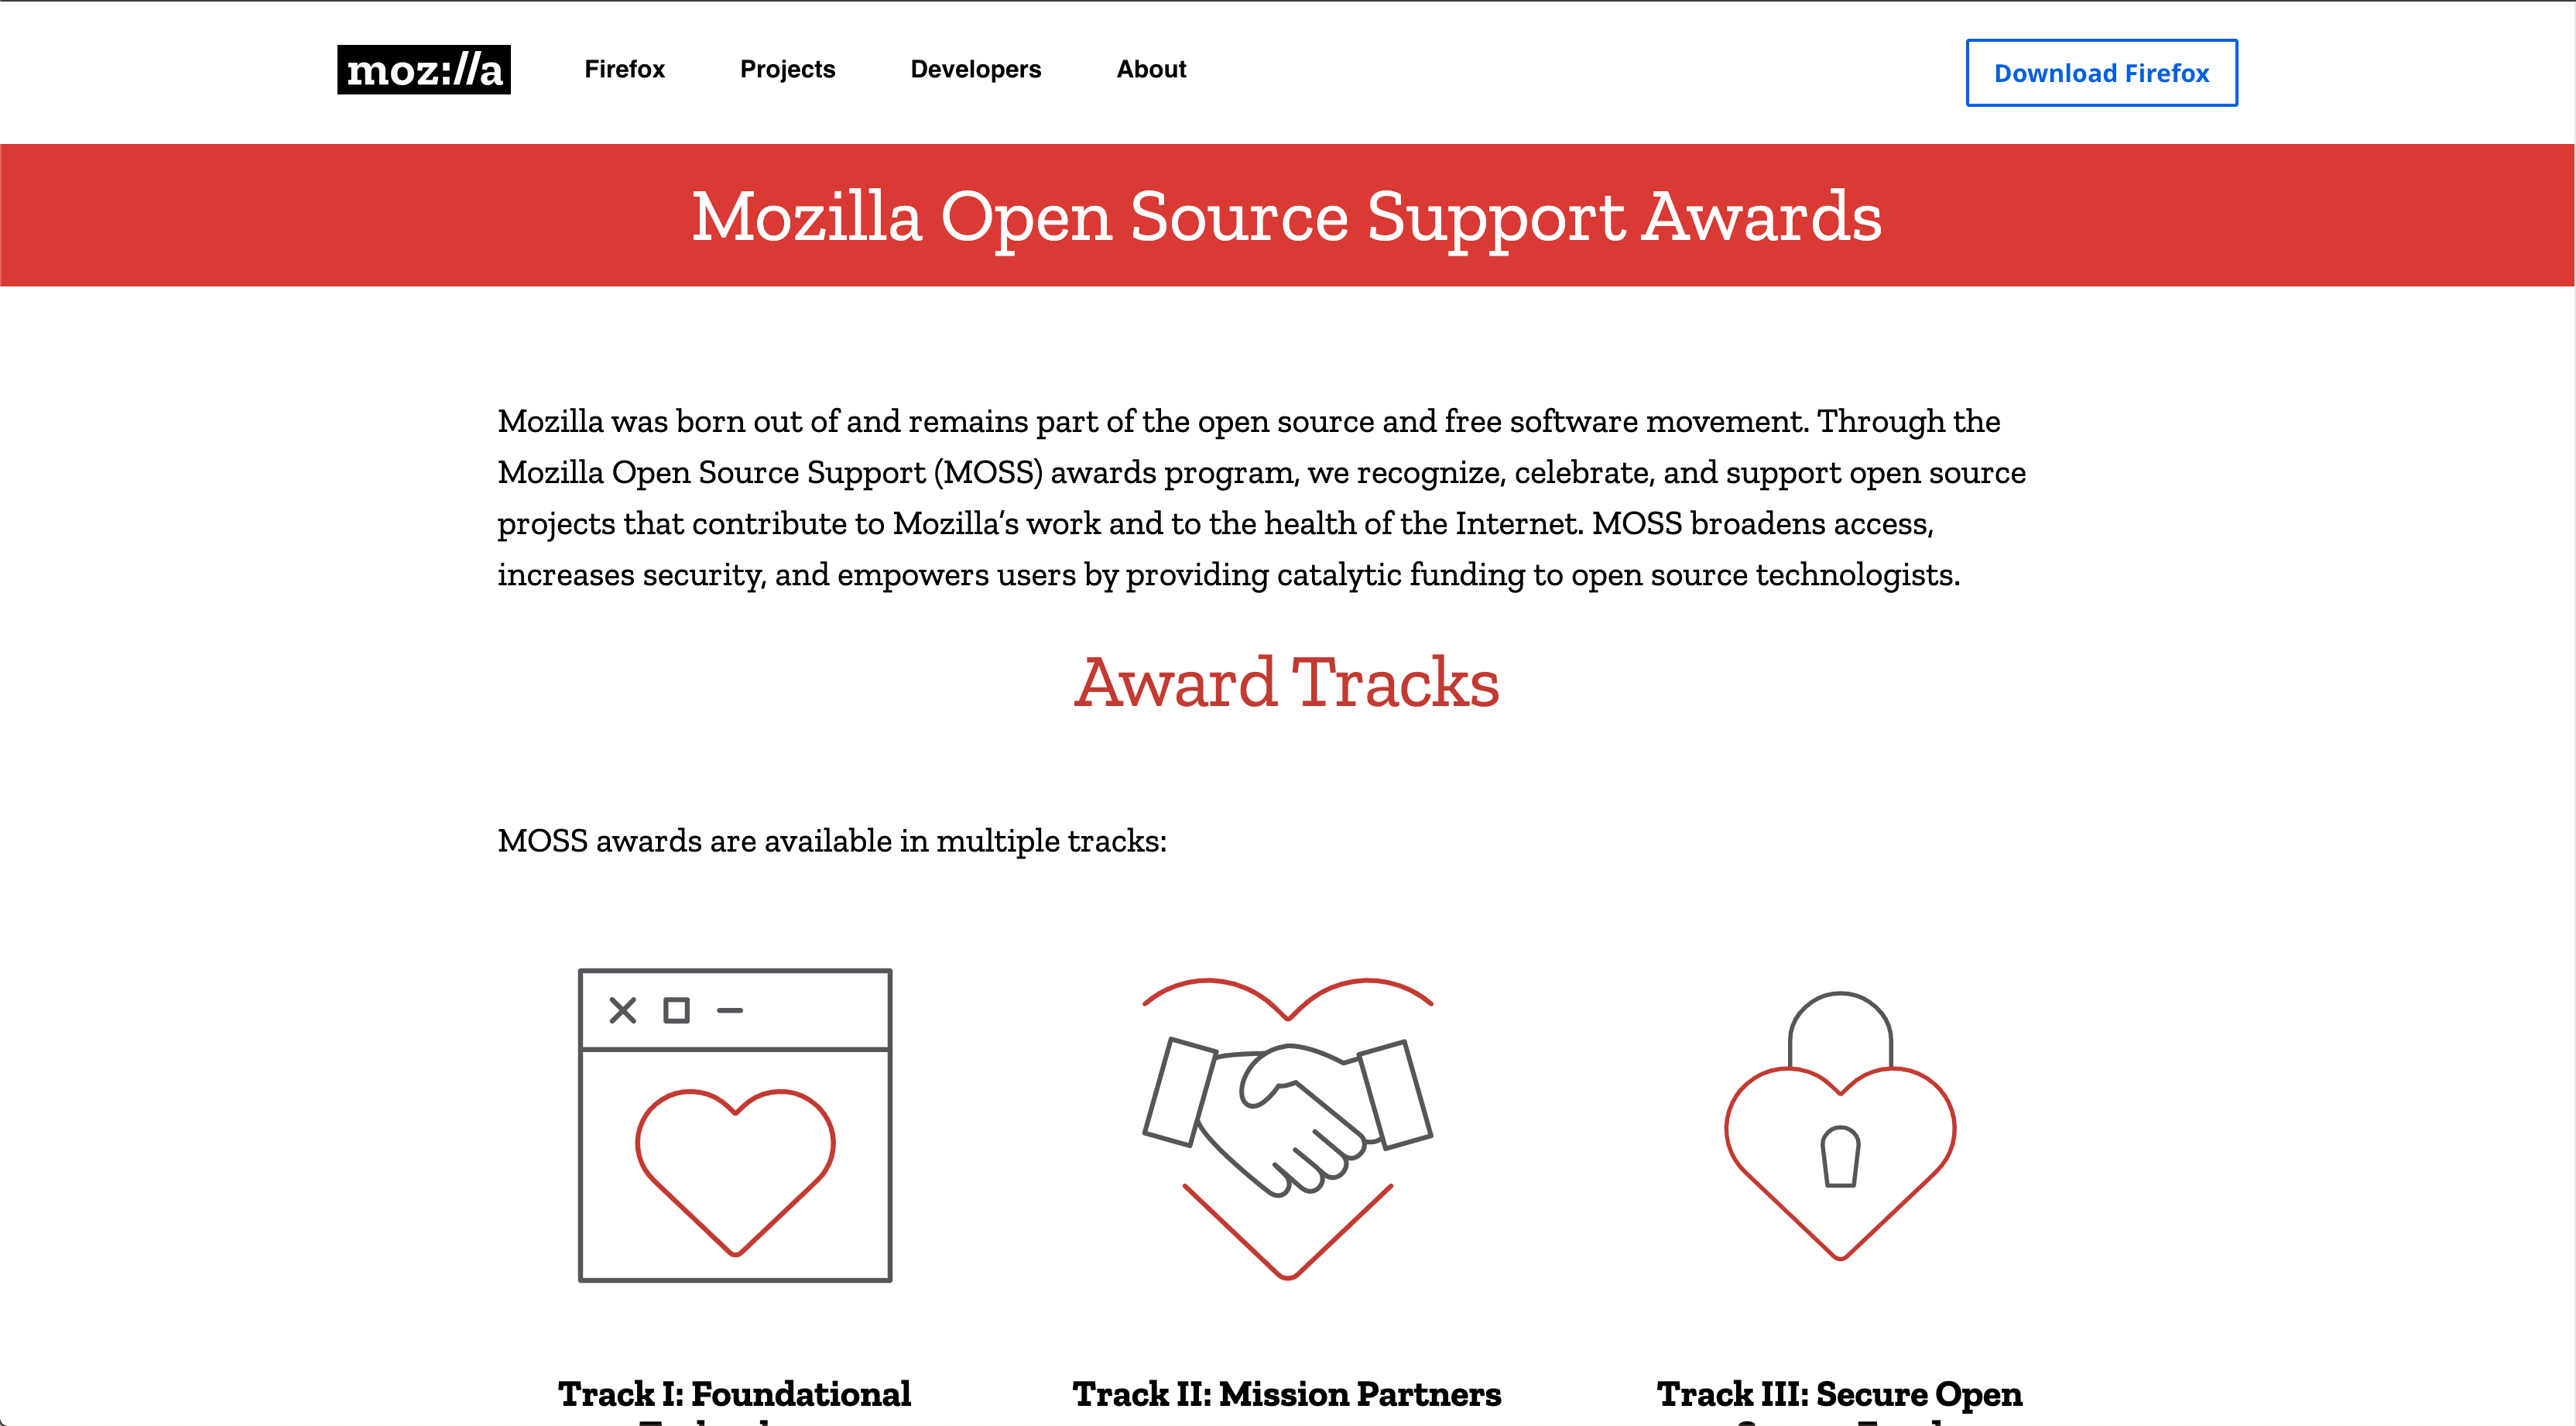 moz://a
Firefox
Projects
Developers
About
Download Firefox
Mozilla Open Source Support Awards
Mozilla was born out of and remains part of the open source and free software movement. Through the
Mozilla Open Source Support (MOSS) awards program, we recognize, celebrate, and support open source
projects that contribute to Mozilla’s work and to the health of the Internet. MOSS broadens access,
increases security, and empowers users by providing catalytic funding to open source technologists.
Award Tracks
MOSS awards are available in multiple tracks:
Track I: Foundational
Track II: Mission Partners
Track III: Secure Open